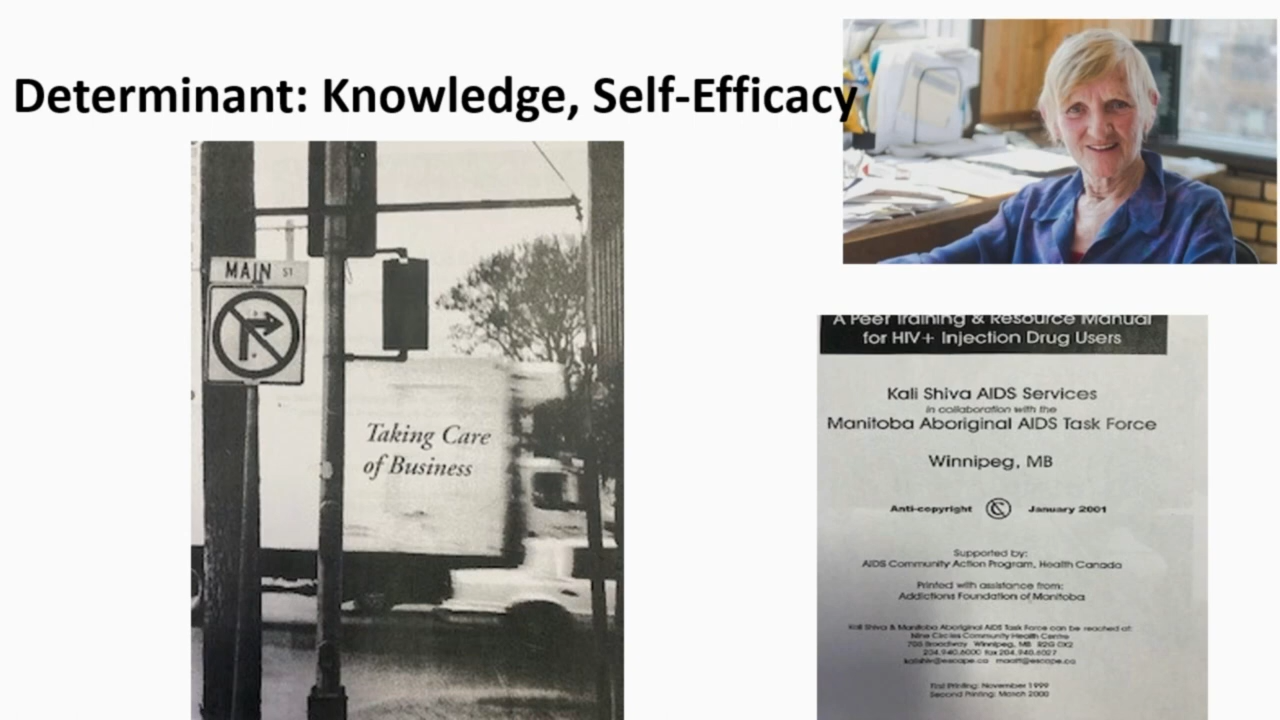 Determinant: Knowledge, Self-Efficacy
MAIN ST
Taking Care
of Business
A Peer Training & Resource Manual
for HIV+ Injection Drug Users
Kali Shiva AIDS Services
in collaboration with the
Manitoba Aboriginal AIDS Task Force
Winnipeg, MB
Anti-copyright January 2001
Supported by:
AIDS Community Action Program, Health Canada
Printed with assistance from:
Addictions Foundation of Manitoba
Kali Shiva & Manitoba Aboriginal AIDS Task Force can be reached at:
Nine Circles Community Health Centre
705 Broadway Winnipeg, MB R2G 0X2
204.940.6000 fax 204.940.6027
First Printing: November 1999
Second Printing: March 2000